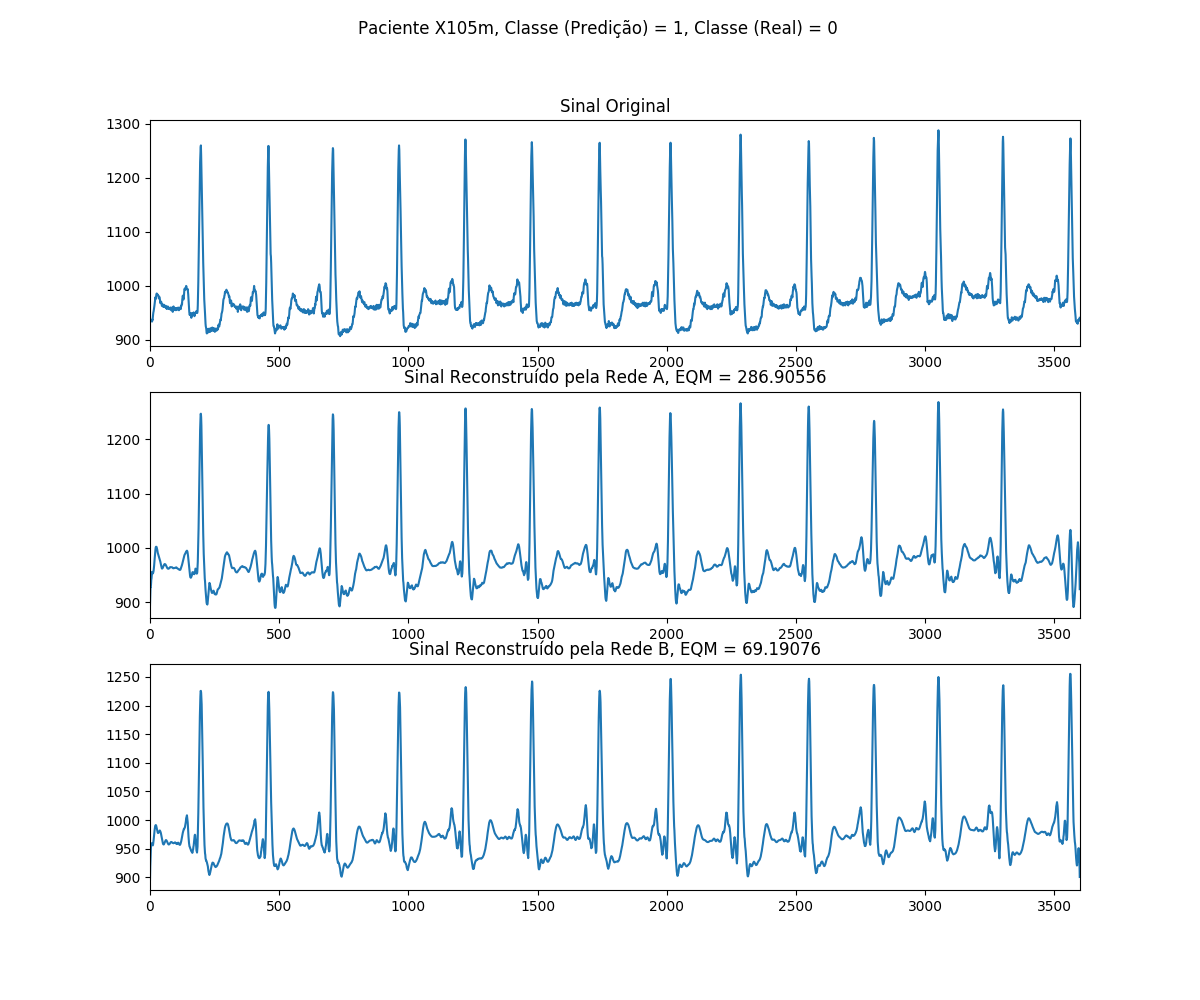 Paciente X105m, Classe (Predição) = 1, Classe (Real) = 0
Sinal Original
1300
1200
1100
1000
900
0 500 1000 1500 2000 2500 3000 3500
Sinal Reconstruído pela Rede A, EQM = 286.90556
1200
1100
1000
900
0 500 1000 1500 2000 2500 3000 3500
Sinal Reconstruído pela Rede B, EQM = 69.19076
1250
1200
1150
1100
1050
1000
950
900
0 500 1000 1500 2000 2500 3000 3500